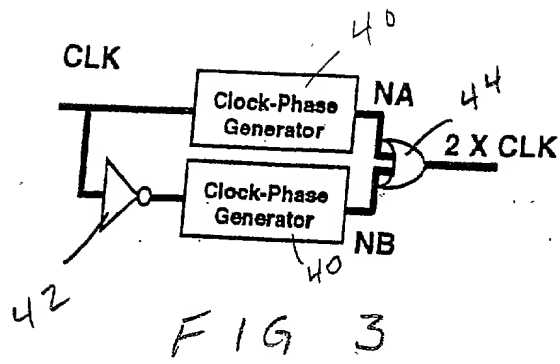 40
CLK
Clock-Phase
Generator
NA
44
2 X CLK
Clock-Phase
Generator
40
NB
42
FIG 3